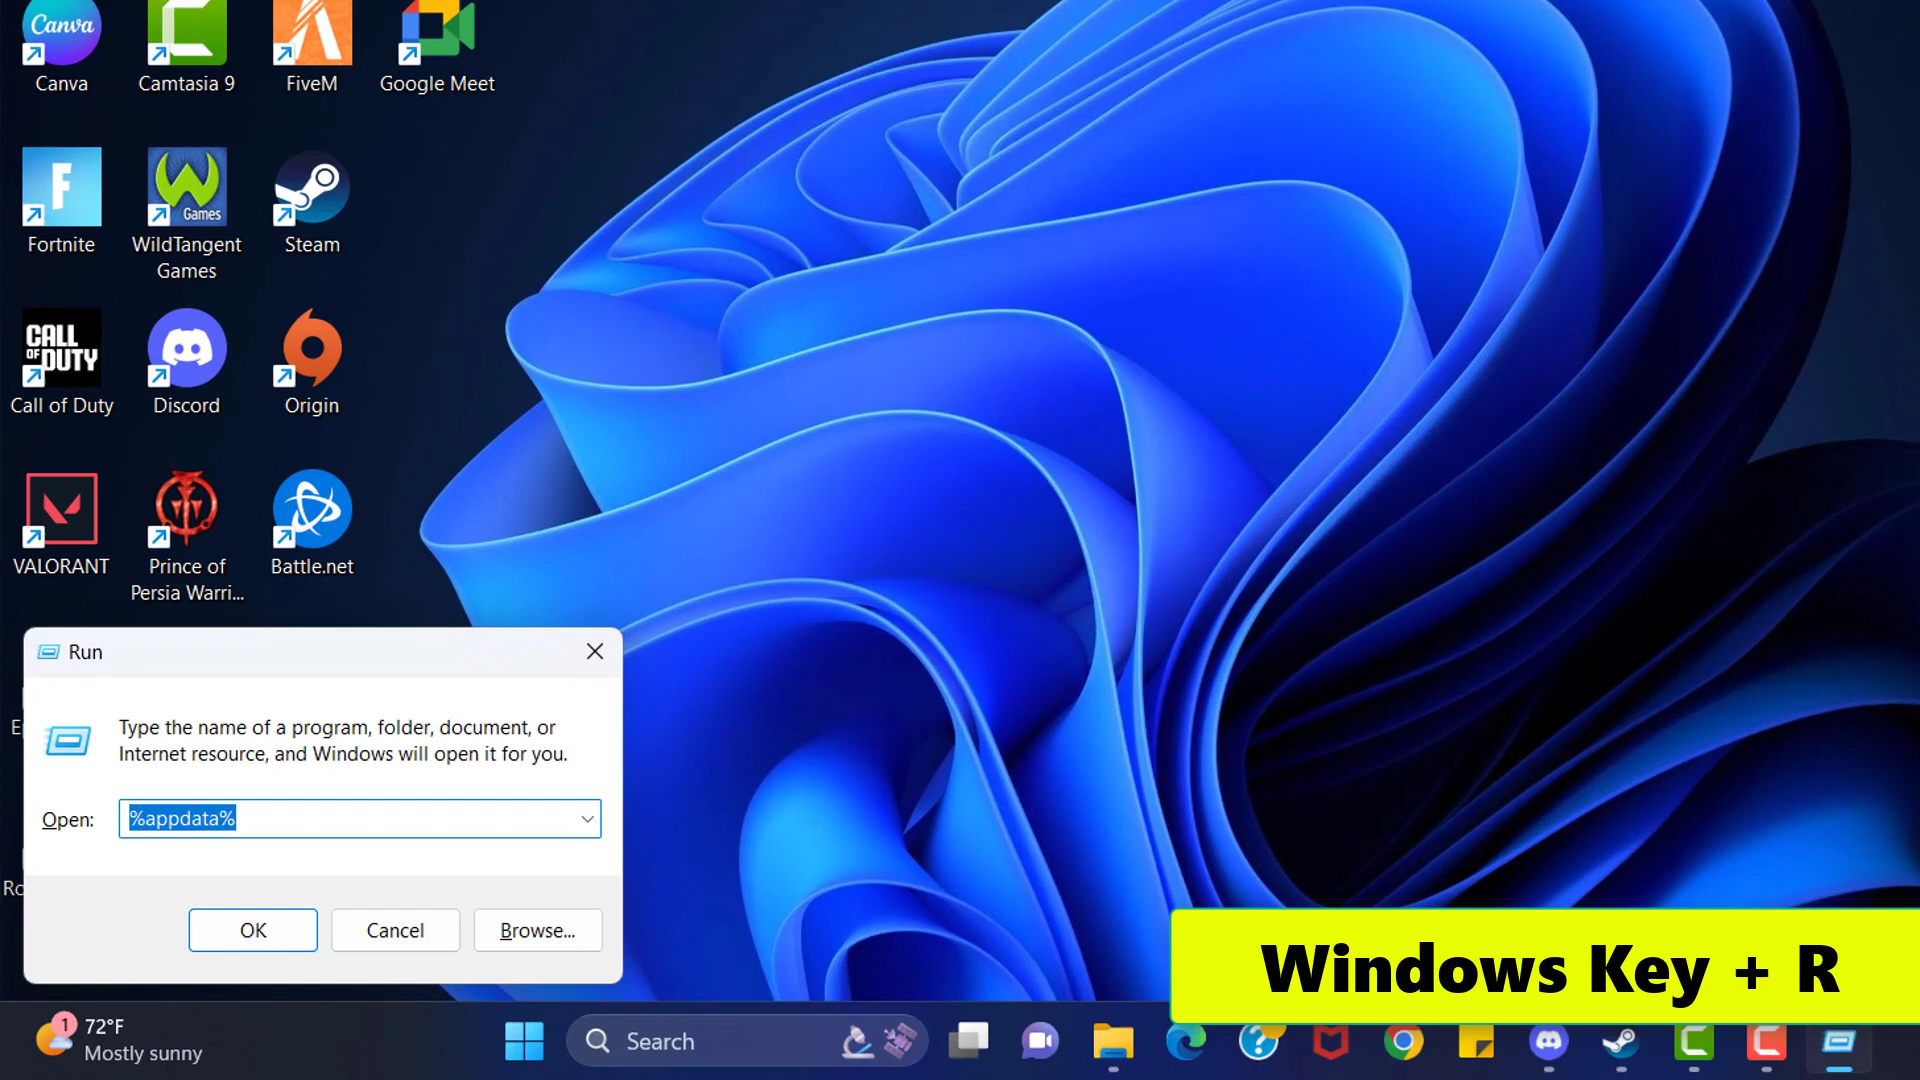 Canva
Canva
Camtasia 9
FiveM
Google Meet
F
Fortnite
W
Games
WildTangent
Games
Steam
CALL
OF DUTY
Call of Duty
Discord
Origin
VALORANT
Prince of
Persia Warri...
Battle.net
Run
Type the name of a program, folder, document, or
Internet resource, and Windows will open it for you.
Open:
%appdata%
OK
Cancel
Browse...
Windows Key + R
1
72°F
Mostly sunny
Search